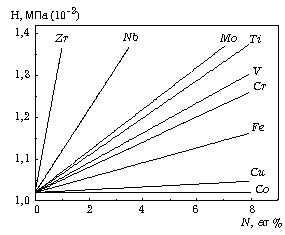 H, МПа (10⁻²)
Zr Nb Mo Ti
1,4
V
1,3
Cr
1,2
Fe
1,1
Cu
Co
1,0
0 2 4 6 8
N, ат %